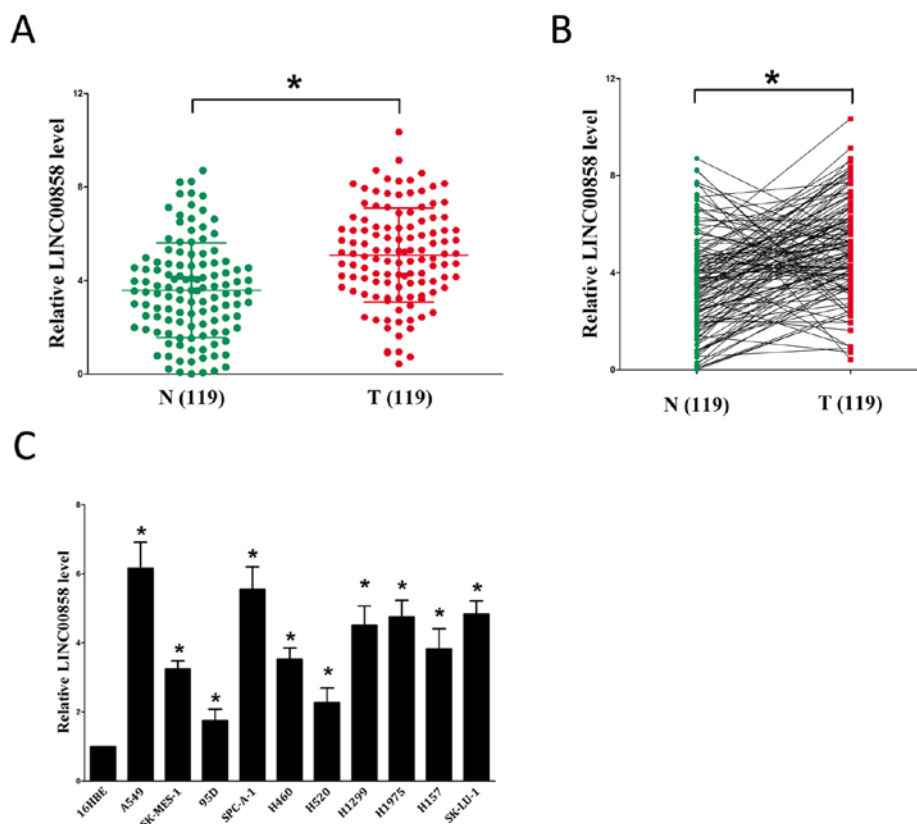 A
*
12
8
4
0
Relative LINC00858 level
N (119)
T (119)
B
*
12
8
4
0
Relative LINC00858 level
N (119)
T (119)
C
8
6
4
2
0
Relative LINC00858 level
* * * * * * * * * *
16HBE
A549
SK-MES-1
95D
SPC-A-1
H460
H520
H1299
H1975
H157
SK-LU-1